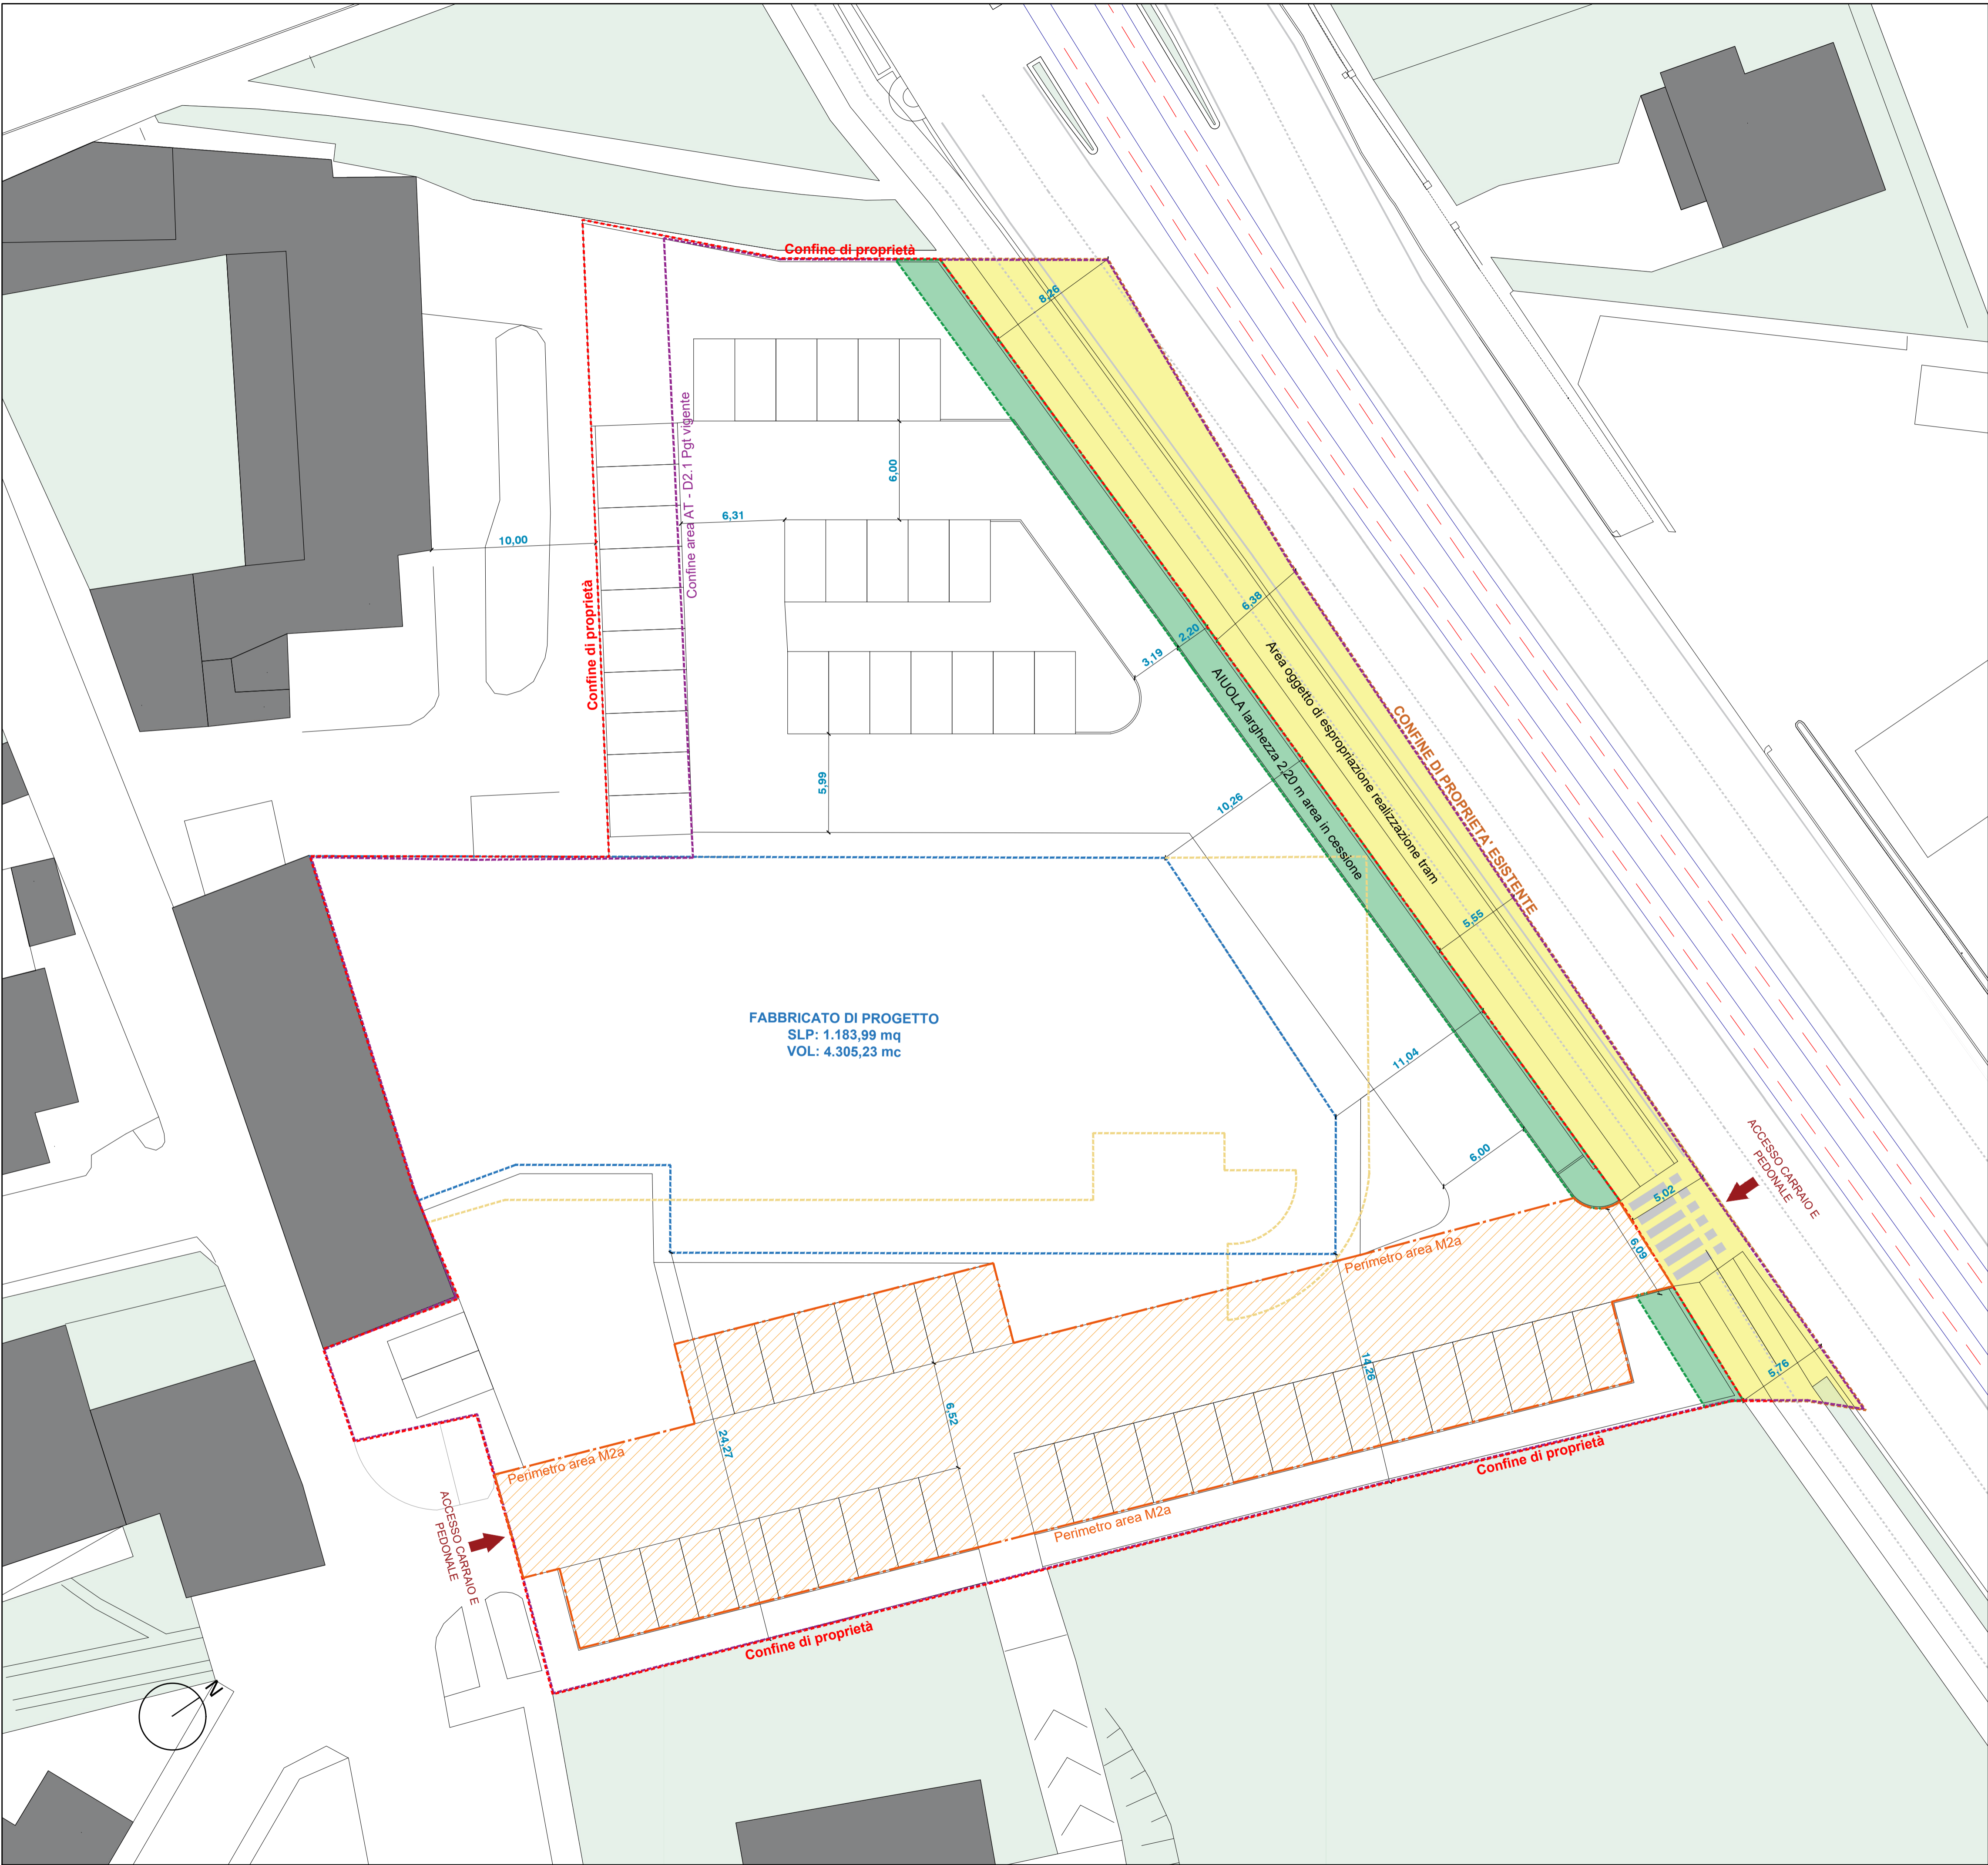 Confine di proprietà
8,26
Confine area AT - D2.1 Pgt vigente
6,00
6,31
10,00
Confine di proprietà
6,38
2,20
3,19
Area oggetto di espropriazione realizzazione tram
AIUOLA larghezza 2,20 m area in cessione
CONFINE DI PROPRIETA' ESISTENTE
5,99
10,26
5,55
FABBRICATO DI PROGETTO
SLP: 1.183,99 mq
VOL: 4.305,23 mc
11,04
6,00
ACCESSO CARRAIO E
PEDONALE
5,02
6,09
Perimetro area M2a
14,26
5,76
6,52
24,27
Perimetro area M2a
Confine di proprietà
ACCESSO CARRAIO E
PEDONALE
Perimetro area M2a
Confine di proprietà
N